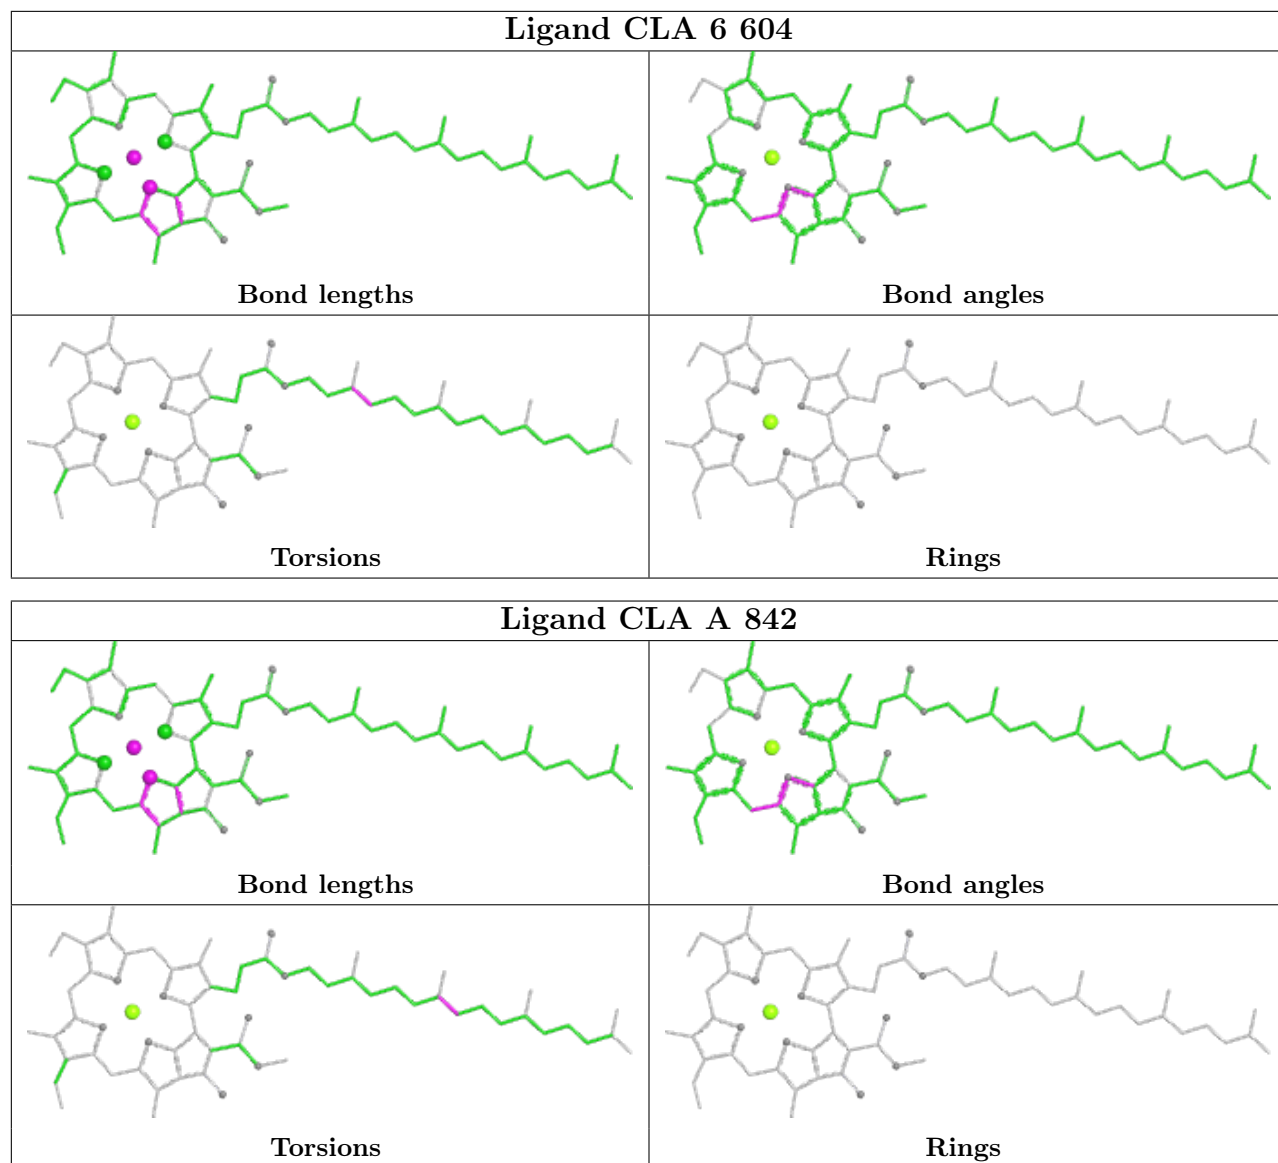 Ligand CLA 6 604
Bond lengths
Bond angles
Torsions
Rings
Ligand CLA A 842
Bond lengths
Bond angles
Torsions
Rings